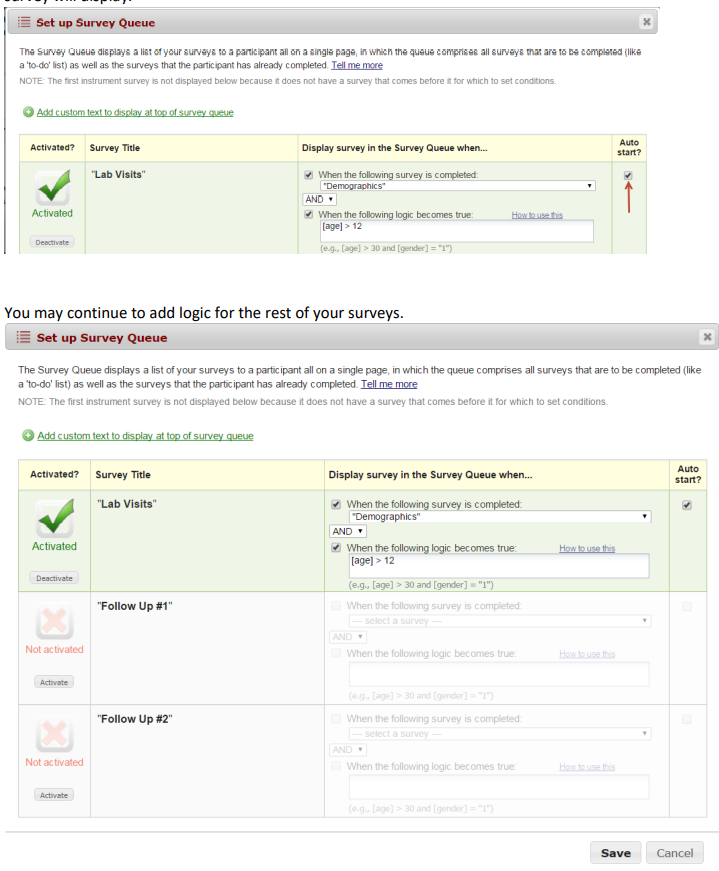 survey will display.
Set up Survey Queue
The Survey Queue displays a list of your surveys to a participant all on a single page, in which the queue comprises all surveys that are to be completed (like
a 'to-do' list) as well as the surveys that the participant has already completed. Tell me more
NOTE: The first instrument survey is not displayed below because it does not have a survey that comes before it for which to set conditions.
Add custom text to display at top of survey queue
Activated? Survey Title Display survey in the Survey Queue when... Auto start?
"Lab Visits"
When the following survey is completed:
"Demographics"
AND
Activated
When the following logic becomes true: How to use this
[age] > 12
Deactivate
(e.g., [age] > 30 and [gender] = "1")
You may continue to add logic for the rest of your surveys.
Set up Survey Queue
The Survey Queue displays a list of your surveys to a participant all on a single page, in which the queue comprises all surveys that are to be completed (like
a 'to-do' list) as well as the surveys that the participant has already completed. Tell me more
NOTE: The first instrument survey is not displayed below because it does not have a survey that comes before it for which to set conditions.
Add custom text to display at top of survey queue
Activated? Survey Title Display survey in the Survey Queue when... Auto start?
"Lab Visits"
When the following survey is completed:
"Demographics"
AND
Activated
When the following logic becomes true: How to use this
[age] > 12
Deactivate
(e.g., [age] > 30 and [gender] = "1")
"Follow Up #1"
When the following survey is completed:
--- select a survey ---
AND
Not activated
When the following logic becomes true: How to use this
Activate
(e.g., [age] > 30 and [gender] = "1")
"Follow Up #2"
When the following survey is completed:
--- select a survey ---
AND
Not activated
When the following logic becomes true: How to use this
Activate
(e.g., [age] > 30 and [gender] = "1")
Save Cancel